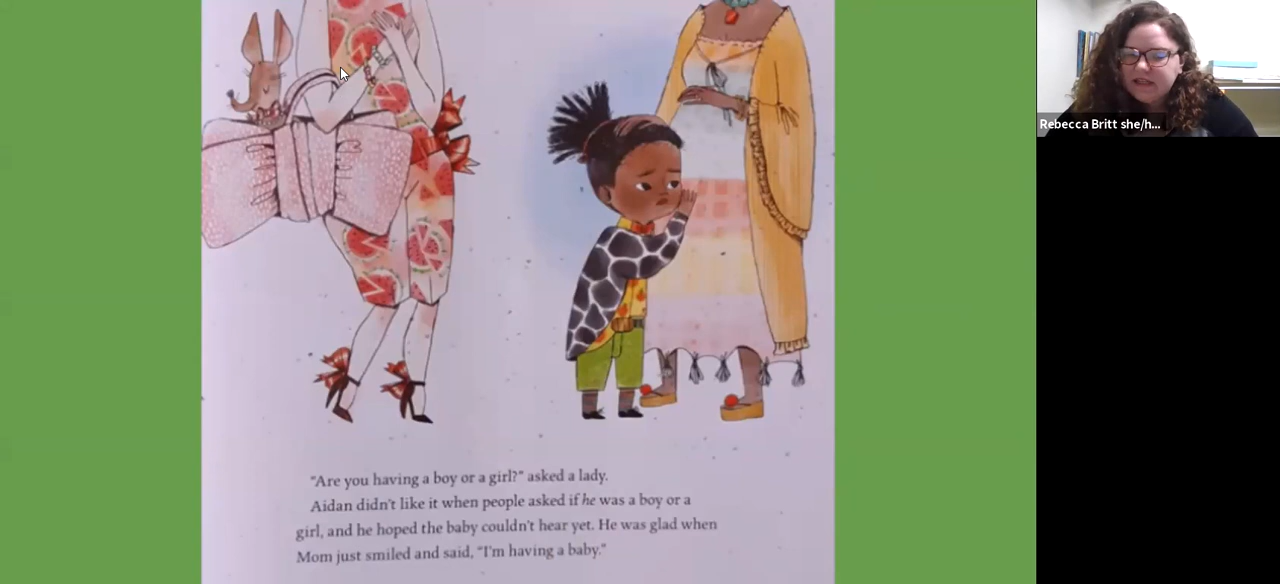 Rebecca Britt she/h...
"Are you having a boy or a girl?" asked a lady.
Aidan didn't like it when people asked if he was a boy or a
girl, and he hoped the baby couldn't hear yet. He was glad when
Mom just smiled and said, "I'm having a baby."